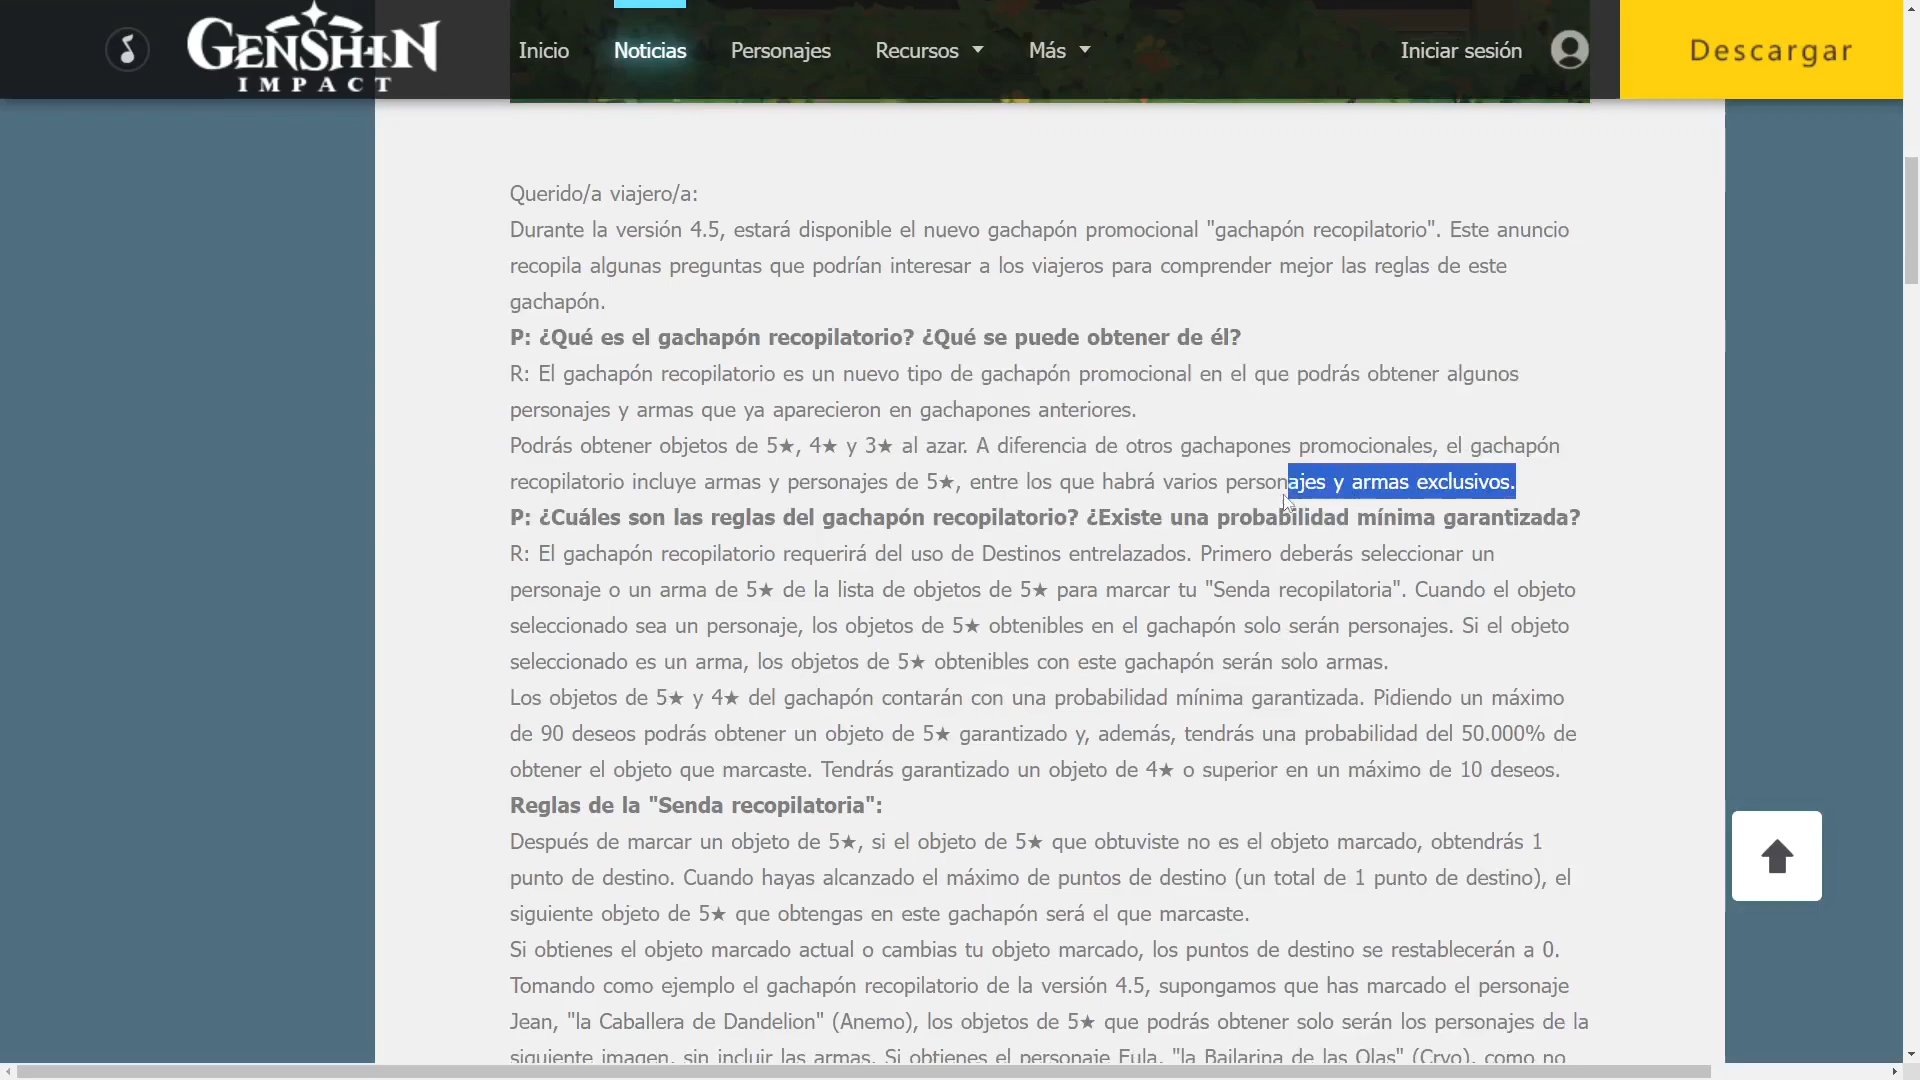 GENSHIN
IMPACT
Inicio
Noticias
Personajes
Recursos
Más
Iniciar sesión
Descargar
Querido/a viajero/a:
Durante la versión 4.5, estará disponible el nuevo gachapón promocional "gachapón recopilatorio". Este anuncio
recopila algunas preguntas que podrían interesar a los viajeros para comprender mejor las reglas de este
gachapón.
P: ¿Qué es el gachapón recopilatorio? ¿Qué se puede obtener de él?
R: El gachapón recopilatorio es un nuevo tipo de gachapón promocional en el que podrás obtener algunos
personajes y armas que ya aparecieron en gachapones anteriores.
Podrás obtener objetos de 5★, 4★ y 3★ al azar. A diferencia de otros gachapones promocionales, el gachapón
recopilatorio incluye armas y personajes de 5★, entre los que habrá varios personajes y armas exclusivos.
P: ¿Cuáles son las reglas del gachapón recopilatorio? ¿Existe una probabilidad mínima garantizada?
R: El gachapón recopilatorio requerirá del uso de Destinos entrelazados. Primero deberás seleccionar un
personaje o un arma de 5★ de la lista de objetos de 5★ para marcar tu "Senda recopilatoria". Cuando el objeto
seleccionado sea un personaje, los objetos de 5★ obtenibles en el gachapón solo serán personajes. Si el objeto
seleccionado es un arma, los objetos de 5★ obtenibles con este gachapón serán solo armas.
Los objetos de 5★ y 4★ del gachapón contarán con una probabilidad mínima garantizada. Pidiendo un máximo
de 90 deseos podrás obtener un objeto de 5★ garantizado y, además, tendrás una probabilidad del 50.000% de
obtener el objeto que marcaste. Tendrás garantizado un objeto de 4★ o superior en un máximo de 10 deseos.
Reglas de la "Senda recopilatoria":
Después de marcar un objeto de 5★, si el objeto de 5★ que obtuviste no es el objeto marcado, obtendrás 1
punto de destino. Cuando hayas alcanzado el máximo de puntos de destino (un total de 1 punto de destino), el
siguiente objeto de 5★ que obtengas en este gachapón será el que marcaste.
Si obtienes el objeto marcado actual o cambias tu objeto marcado, los puntos de destino se restablecerán a 0.
Tomando como ejemplo el gachapón recopilatorio de la versión 4.5, supongamos que has marcado el personaje
Jean, "la Caballera de Dandelion" (Anemo), los objetos de 5★ que podrás obtener solo serán los personajes de la
siguiente imagen, sin incluir las armas. Si obtienes el personaje Eula, "la Bailarina de las Olas" (Cryo), como no